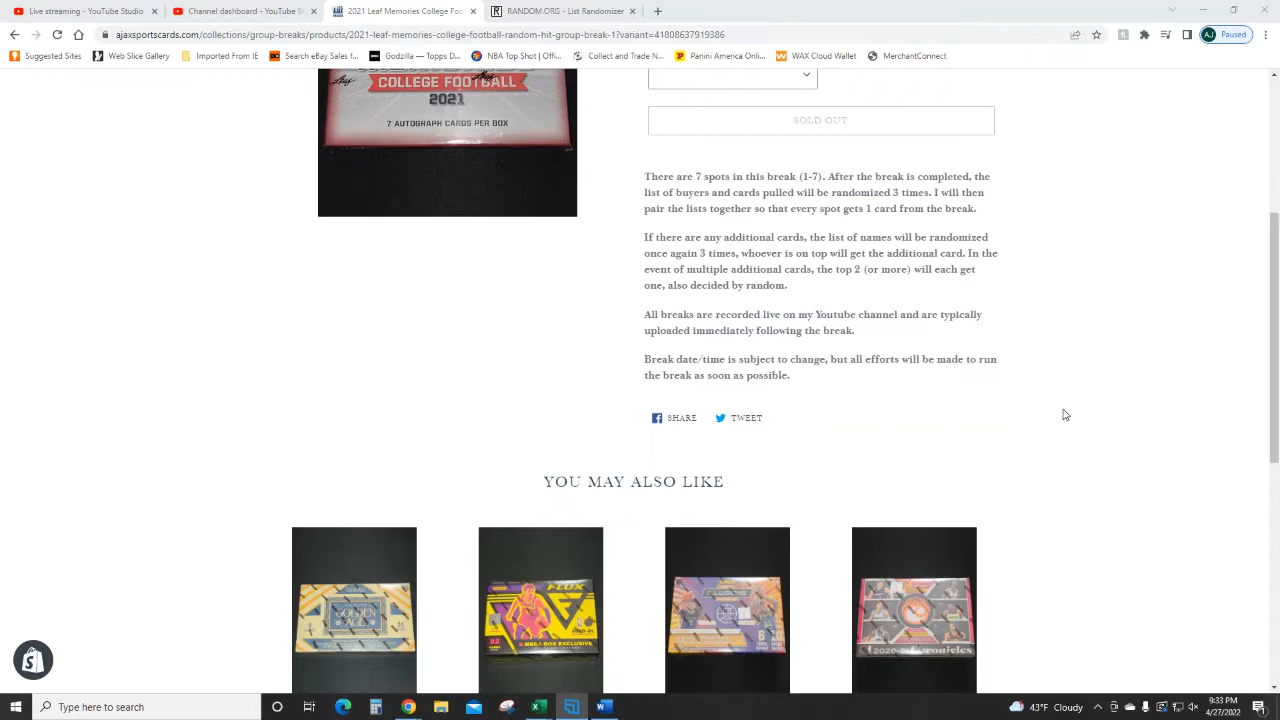 Live streaming - YouTube Studio
Channel dashboard - YouTube S
2021 Leaf Memories College Foo
RANDOM.ORG - List Randomizer
ajaxsportscards.com/collections/group-breaks/products/2021-leaf-memories-college-football-group-break-1?variant=41808637919386
AJ Paused
Suggested Sites
Web Slice Gallery
Imported From IE
Search eBay Sales f...
Godzilla — Topps D...
NBA Top Shot | Offi...
Collect and Trade N...
Panini America Onli...
WAX Cloud Wallet
MerchantConnect
Leaf
COLLEGE FOOTBALL
2021
7 AUTOGRAPH CARDS PER BOX
SOLD OUT
There are 7 spots in this break (1-7). After the break is completed, the
list of buyers and cards pulled will be randomized 3 times. I will then
pair the lists together so that every spot gets 1 card from the break.
If there are any additional cards, the list of names will be randomized
once again 3 times, whoever is on top will get the additional card. In the
event of multiple additional cards, the top 2 (or more) will each get
one, also decided by random.
All breaks are recorded live on my Youtube channel and are typically
uploaded immediately following the break.
Break date/time is subject to change, but all efforts will be made to run
the break as soon as possible.
SHARE
TWEET
YOU MAY ALSO LIKE
GOLDEN
AGE
FLUX
MEGA BOX EXCLUSIVE
ILLUSIONS
2020-21 Chronicles
Type here to search
43°F Cloudy
9:33 PM
4/27/2022